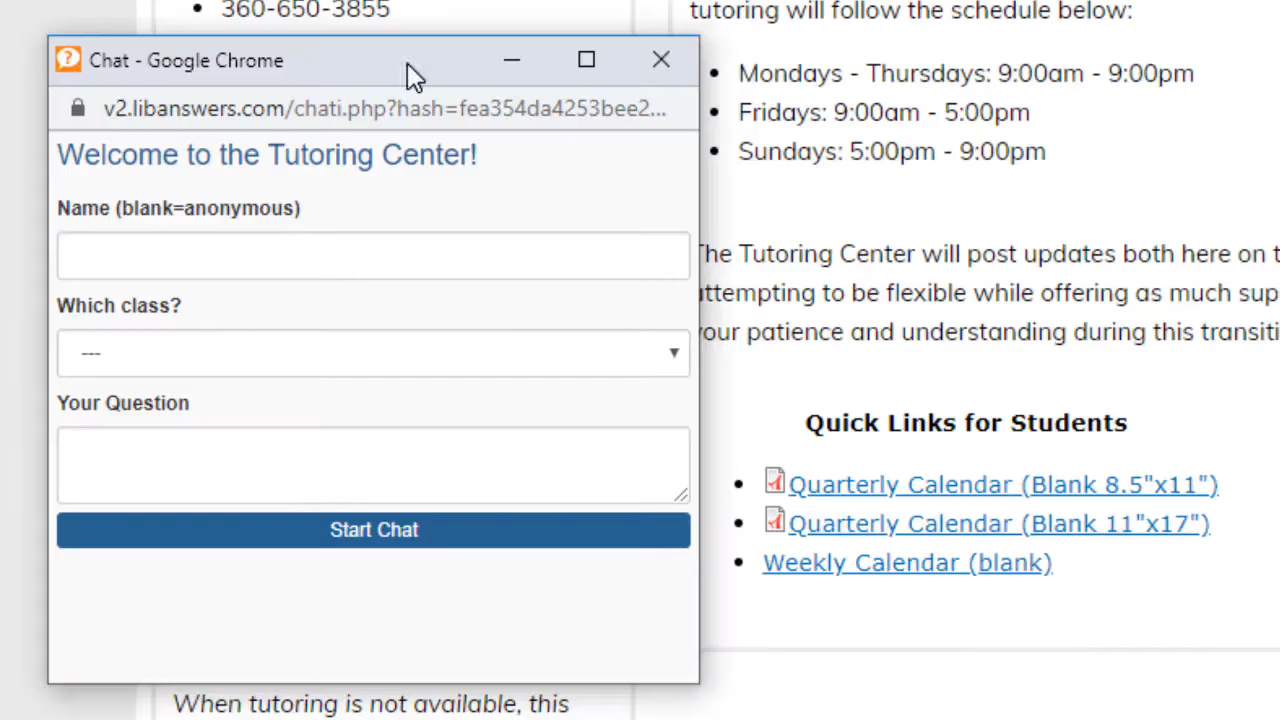 360-650-3855
tutoring will follow the schedule below:
Chat - Google Chrome
v2.libanswers.com/chati.php?hash=fea354da4253bee2...
Welcome to the Tutoring Center!
Name (blank=anonymous)
Which class?
---
Your Question
Start Chat
Mondays - Thursdays: 9:00am - 9:00pm
Fridays: 9:00am - 5:00pm
Sundays: 5:00pm - 9:00pm
The Tutoring Center will post updates both here on t
attempting to be flexible while offering as much sup
your patience and understanding during this transiti
Quick Links for Students
Quarterly Calendar (Blank 8.5"x11")
Quarterly Calendar (Blank 11"x17")
Weekly Calendar (blank)
When tutoring is not available, this